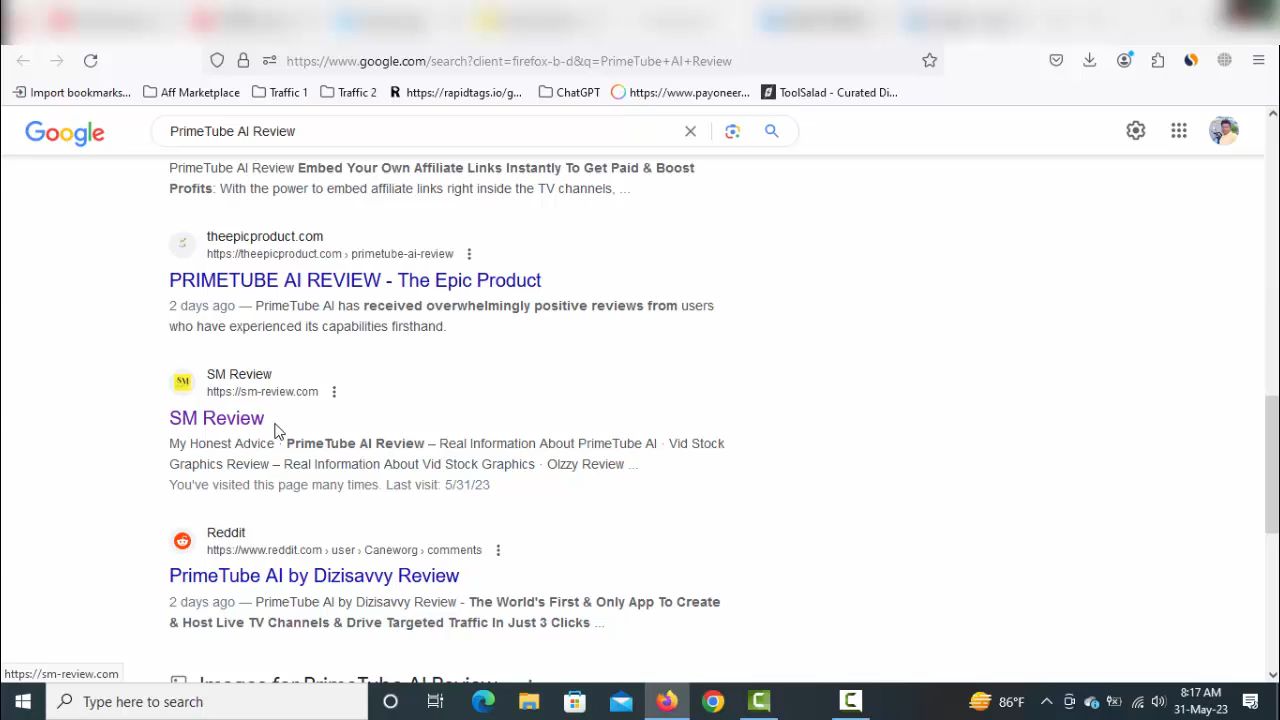 https://www.google.com/search?client=firefox-b-d&q=PrimeTube+AI+Review
Import bookmarks...
Aff Marketplace
Traffic 1
Traffic 2
R https://rapidtags.io/g...
ChatGPT
https://www.payoneer...
ToolSalad - Curated Di...
Google
PrimeTube AI Review
PrimeTube AI Review Embed Your Own Affiliate Links Instantly To Get Paid & Boost
Profits: With the power to embed affiliate links right inside the TV channels, ...
theepicproduct.com
https://theepicproduct.com › primetube-ai-review
PRIMETUBE AI REVIEW - The Epic Product
2 days ago — PrimeTube AI has received overwhelmingly positive reviews from users
who have experienced its capabilities firsthand.
SM
SM Review
https://sm-review.com
SM Review
My Honest Advice · PrimeTube AI Review – Real Information About PrimeTube AI · Vid Stock
Graphics Review – Real Information About Vid Stock Graphics · Olzzy Review ...
You've visited this page many times. Last visit: 5/31/23
Reddit
https://www.reddit.com › user › Caneworg › comments
PrimeTube AI by Dizisavvy Review
2 days ago — PrimeTube AI by Dizisavvy Review - The World's First & Only App To Create
& Host Live TV Channels & Drive Targeted Traffic In Just 3 Clicks ...
Images for PrimeTube AI Review
https://sm-review.com
Type here to search
86°F
8:17 AM
31-May-23